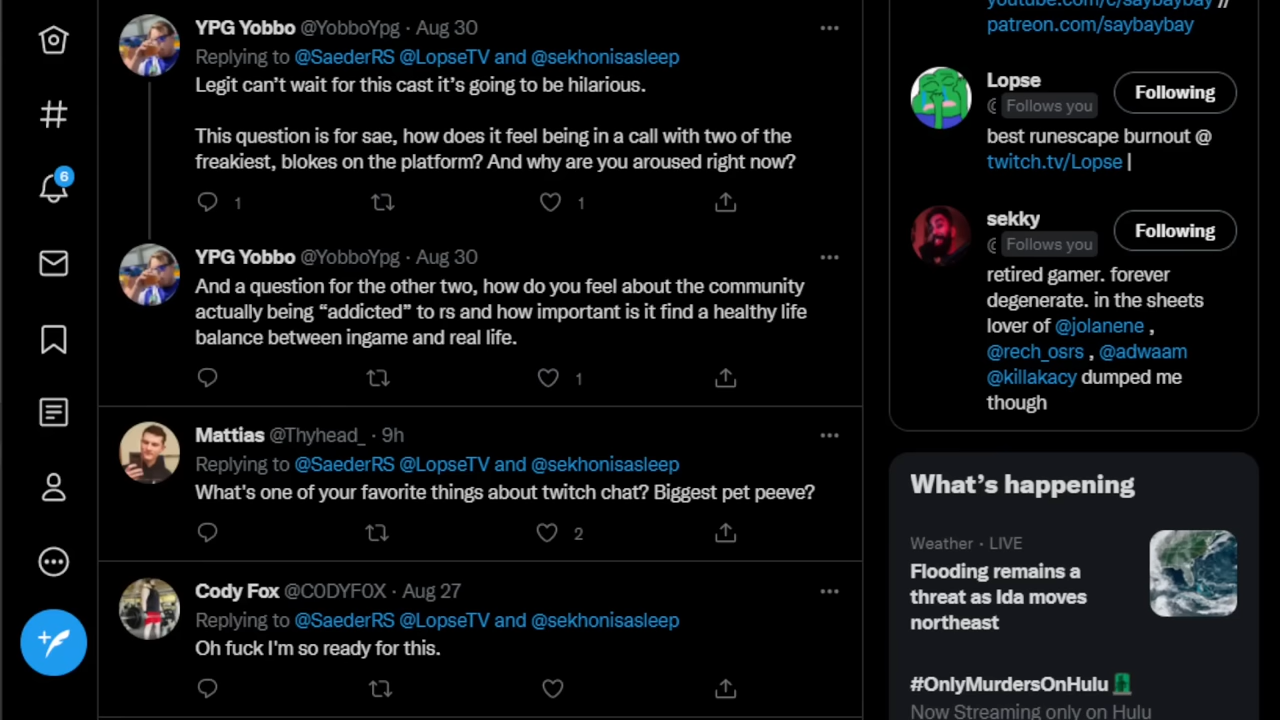 YPG Yobbo @YobboYpg · Aug 30
Replying to @SaederRS @LopseTV and @sekhonisasleep
Legit can't wait for this cast it's going to be hilarious.
This question is for sae, how does it feel being in a call with two of the
freakiest, blokes on the platform? And why are you aroused right now?
1 1
YPG Yobbo @YobboYpg · Aug 30
And a question for the other two, how do you feel about the community
actually being “addicted” to rs and how important is it find a healthy life
balance between ingame and real life.
1
Mattias @Thyhead_ · 9h
Replying to @SaederRS @LopseTV and @sekhonisasleep
What's one of your favorite things about twitch chat? Biggest pet peeve?
2
Cody Fox @C0DYF0X · Aug 27
Replying to @SaederRS @LopseTV and @sekhonisasleep
Oh fuck I'm so ready for this.
6
youtube.com/c/saybaybay //
patreon.com/saybaybay
Lopse
Follows you
Following
best runescape burnout @
twitch.tv/Lopse |
sekky
Follows you
Following
retired gamer. forever
degenerate. in the sheets
lover of @jolanene ,
@rech_osrs , @adwaam
@killakacy dumped me
though
What's happening
Weather · LIVE
Flooding remains a
threat as Ida moves
northeast
#OnlyMurdersOnHulu
Now Streaming only on Hulu